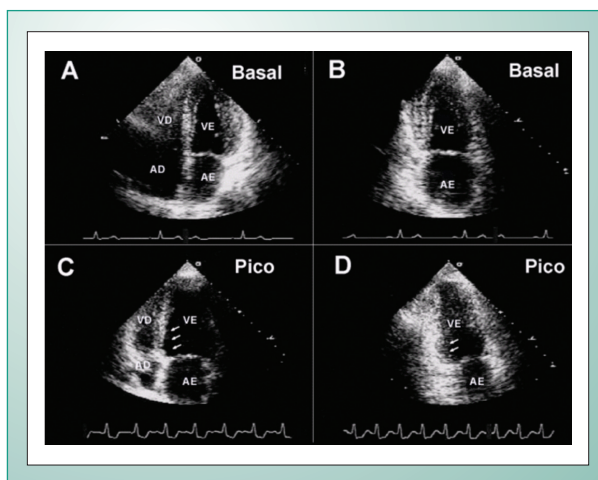 A Basal
B Basal
VD VE
AD AE
VE
AE
C Pico
D Pico
VD VE
AD AE
VE
AE